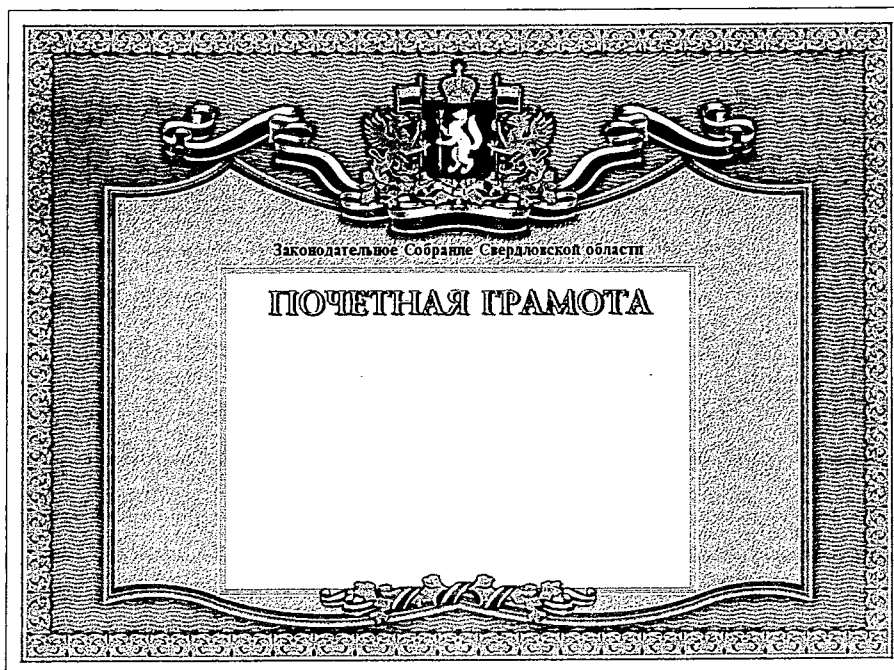 Законодательное Собрание Свердловской области
ПОЧЕТНАЯ ГРАМОТА